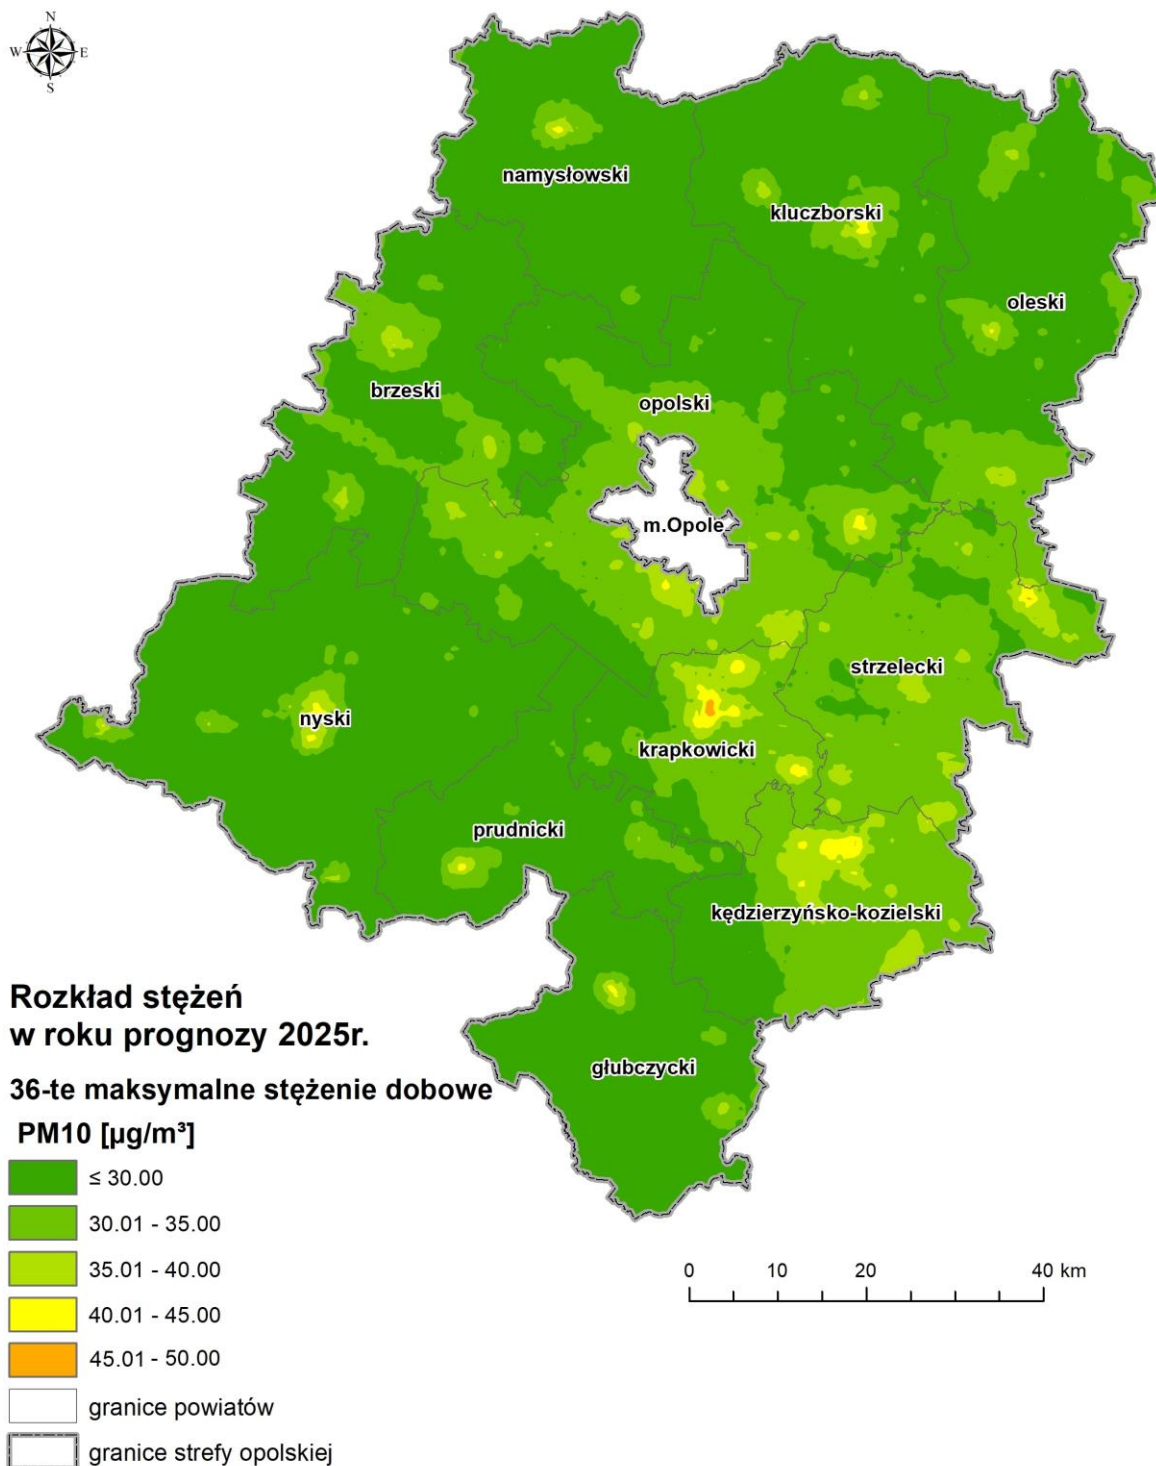 N
W E
S
namysłowski
kluczborski
oleski
brzeski
opolski
m.Opole
strzelecki
nyski
krapkowicki
prudnicki
kędzierzyńsko-kozielski
głubczycki
Rozkład stężeń
w roku prognozy 2025r.
36-te maksymalne stężenie dobowe
PM10 [µg/m³]
≤ 30.00
30.01 - 35.00
35.01 - 40.00
40.01 - 45.00
45.01 - 50.00
granice powiatów
granice strefy opolskiej
0 10 20 40 km